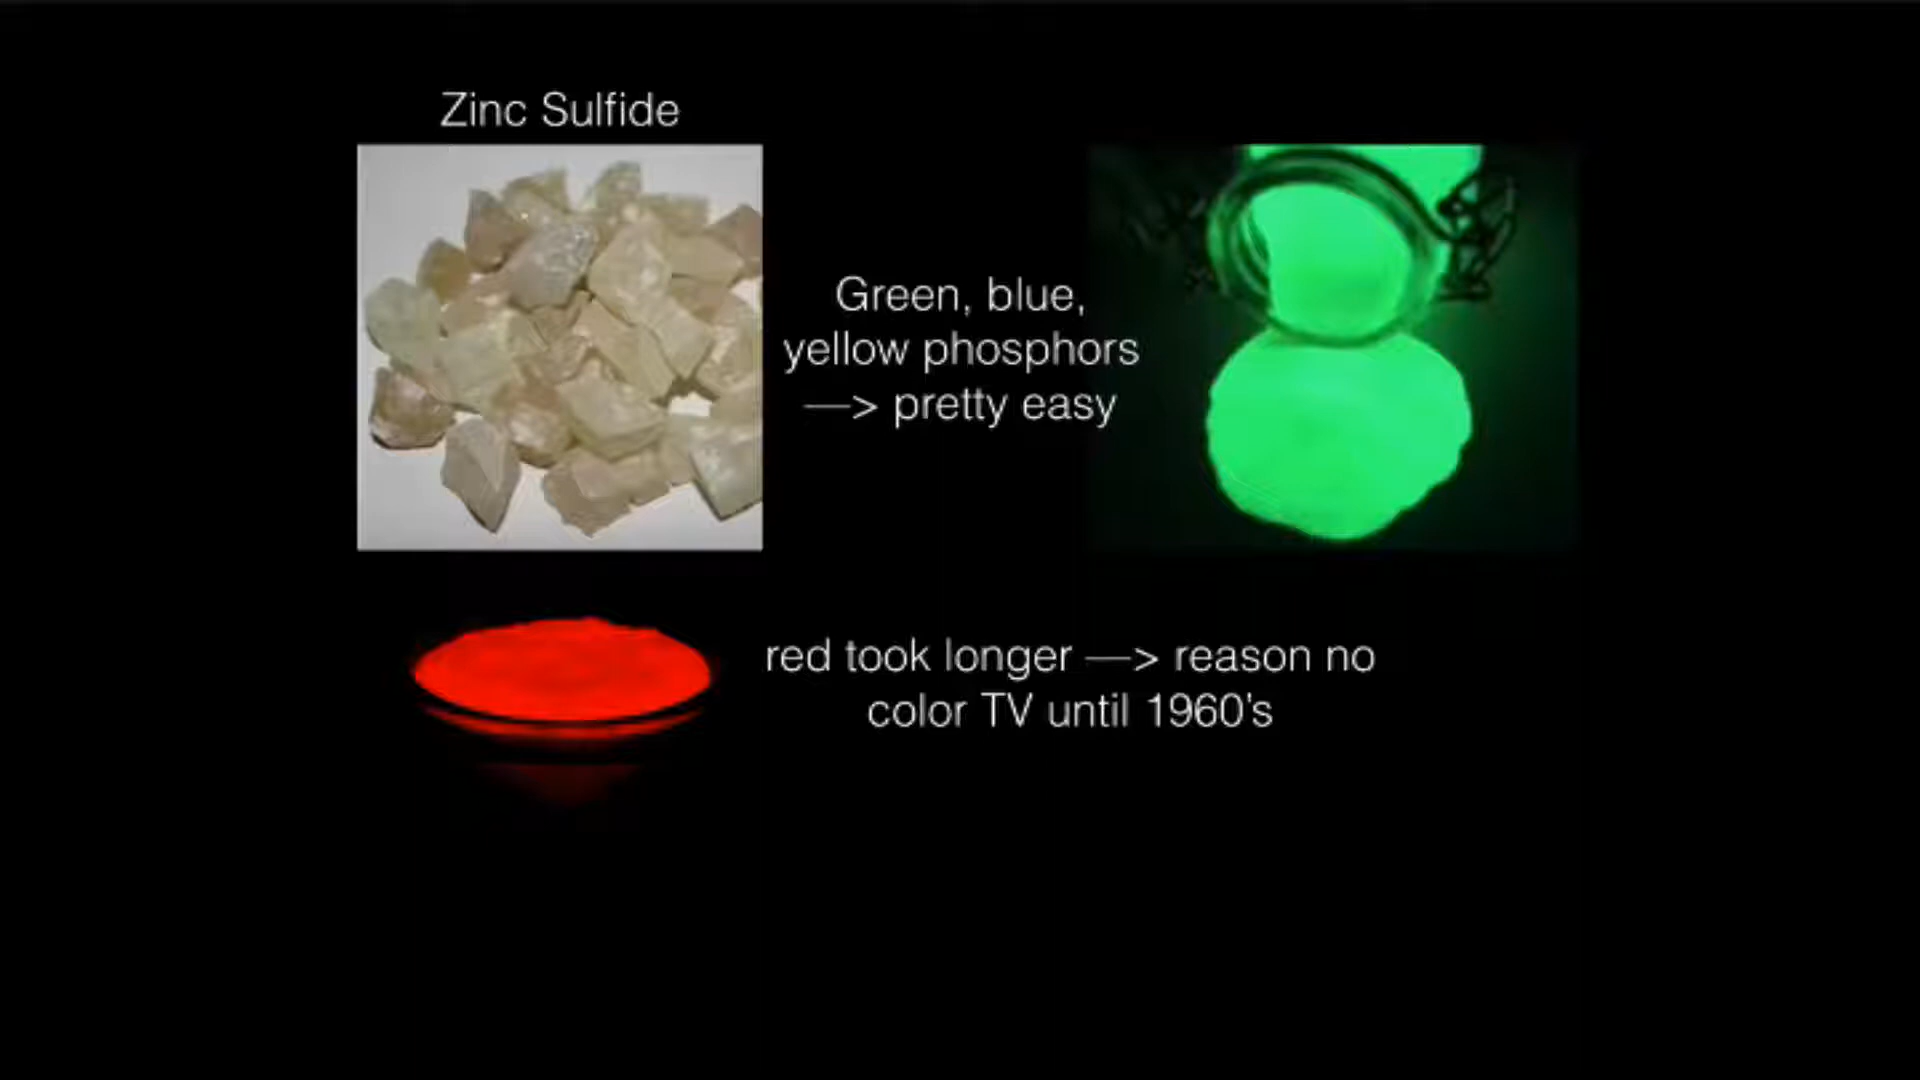 Zinc Sulfide
Green, blue,
yellow phosphors
—> pretty easy
red took longer —> reason no
color TV until 1960's